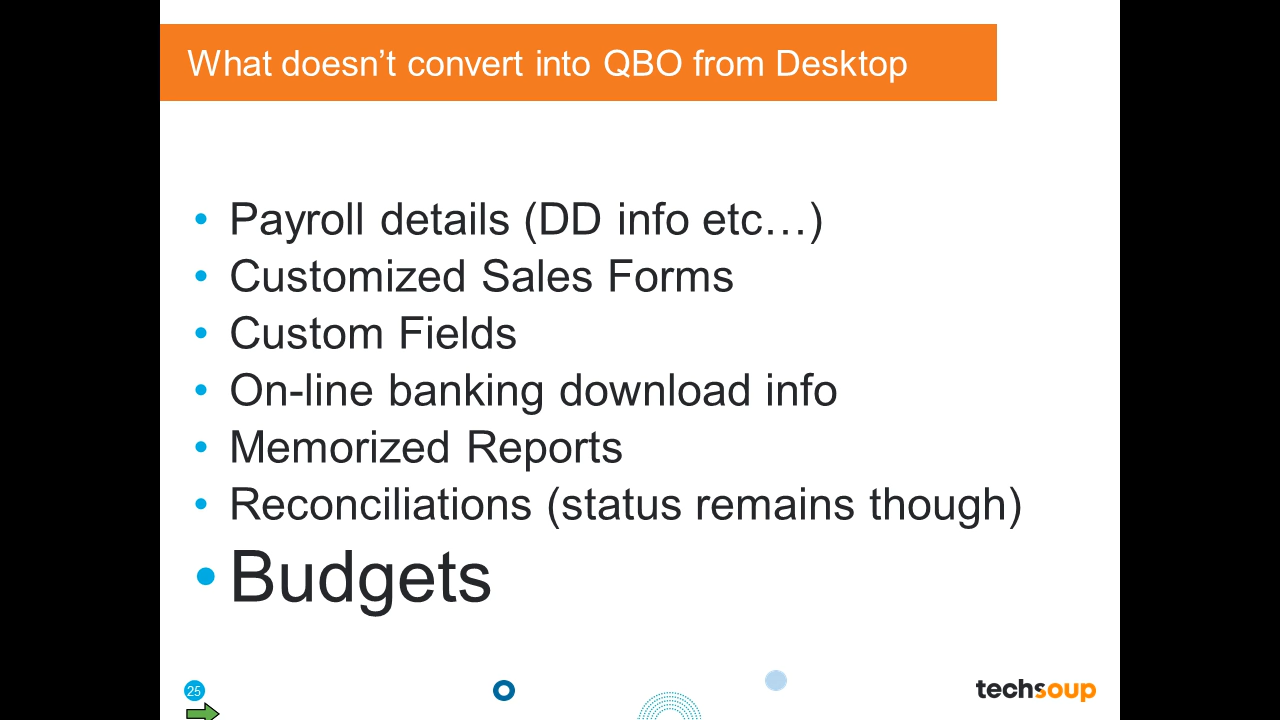 What doesn’t convert into QBO from Desktop
• Payroll details (DD info etc…)
• Customized Sales Forms
• Custom Fields
• On-line banking download info
• Memorized Reports
• Reconciliations (status remains though)
• Budgets
25
techsoup